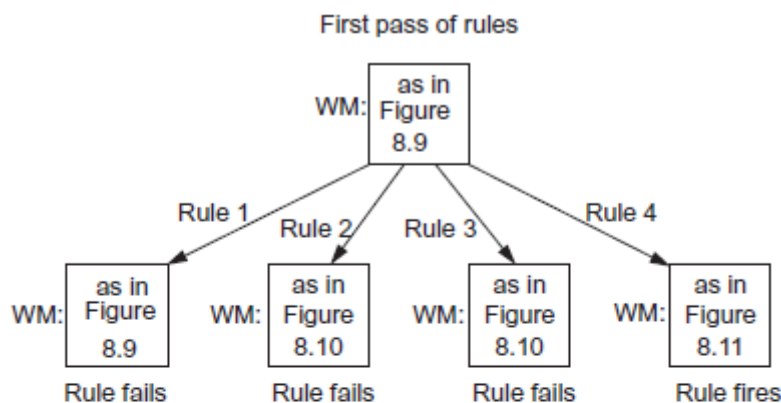 First pass of rules
WM:
as in
Figure
8.9
Rule 1
Rule 2
Rule 3
Rule 4
WM:
as in
Figure
8.9
WM:
as in
Figure
8.10
WM:
as in
Figure
8.10
WM:
as in
Figure
8.11
Rule fails
Rule fails
Rule fails
Rule fires